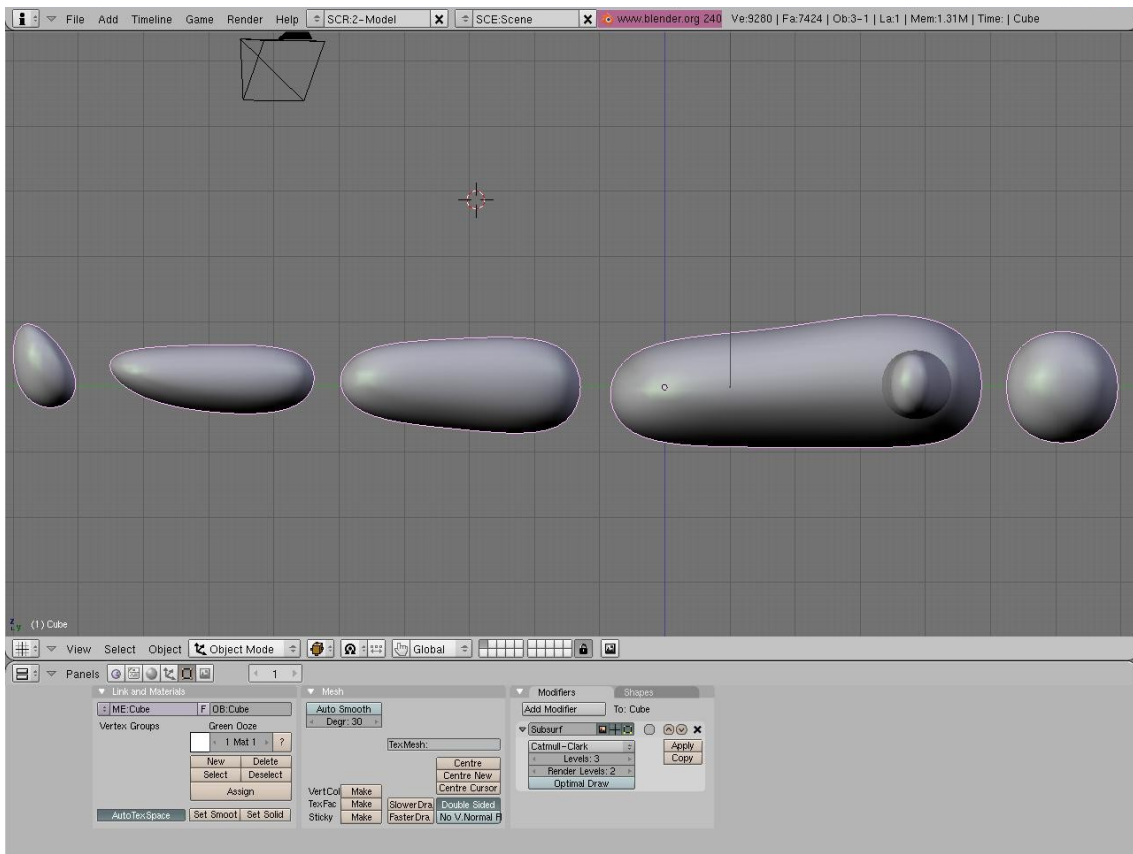 File Add Timeline Game Render Help SCR:2-Model SCE:Scene www.blender.org 240 Ve:9280 | Fa:7424 | Ob:3-1 | La:1 | Mem:1.31M | Time: | Cube
z
y
(1) Cube
View Select Object Object Mode Global
Panels 1
Link and Materials Mesh Modifiers Shapes
ME:Cube F OB:Cube Auto Smooth Add Modifier To: Cube
Vertex Groups Green Ooze Degr: 30 Subsurf
1 Mat 1 ? TexMesh: Catmull-Clark Apply
New Delete Centre Levels: 3 Copy
Select Deselect Centre New Render Levels: 2
Assign VertCol Make Centre Cursor Optimal Draw
TexFac Make SlowerDra Double Sided
AutoTexSpace Set Smoot Set Solid Sticky Make FasterDra No V.Normal F